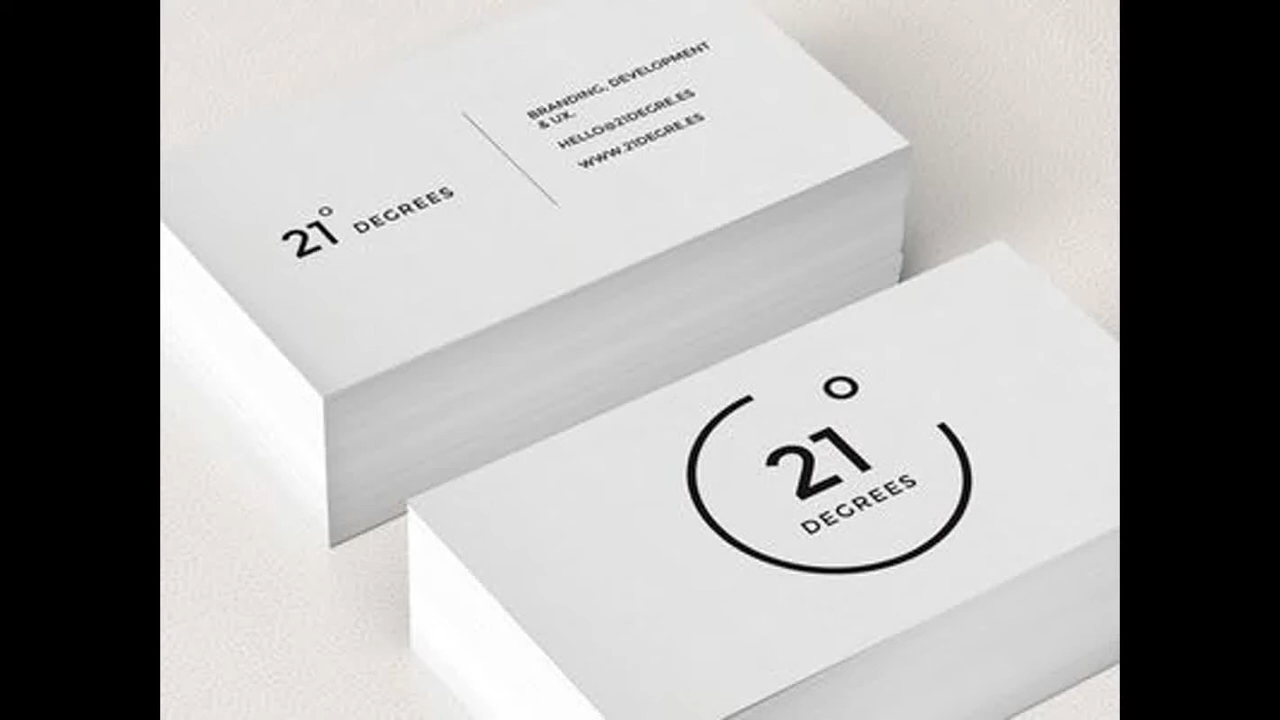 21° DEGREES
BRANDING, DEVELOPMENT
& UX.
HELLO@21DEGRE.ES
WWW.21DEGRE.ES
21°
DEGREES